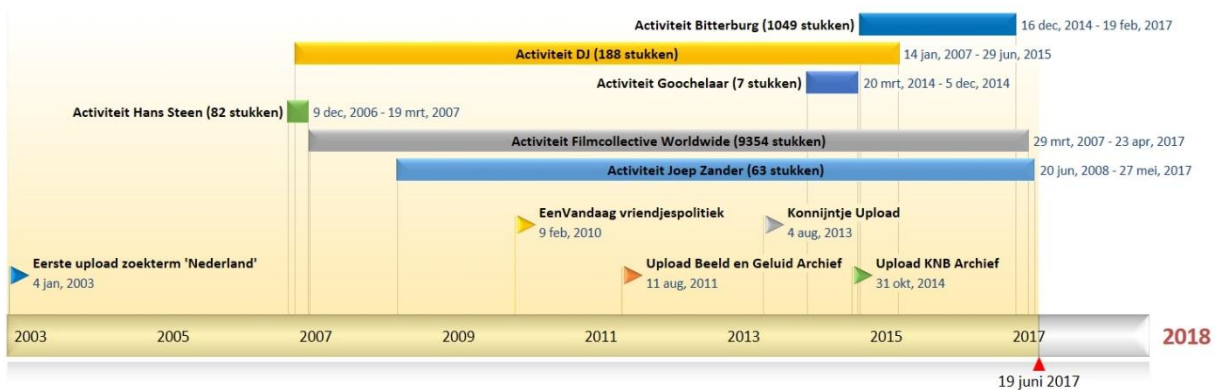 Activiteit Bitterburg (1049 stukken) 16 dec, 2014 - 19 feb, 2017
Activiteit DJ (188 stukken) 14 jan, 2007 - 29 jun, 2015
Activiteit Goochelaar (7 stukken) 20 mrt, 2014 - 5 dec, 2014
Activiteit Hans Steen (82 stukken) 9 dec, 2006 - 19 mrt, 2007
Activiteit Filmcollective Worldwide (9354 stukken) 29 mrt, 2007 - 23 apr, 2017
Activiteit Joep Zander (63 stukken) 20 jun, 2008 - 27 mei, 2017
EenVandaag vriendjespolitiek
9 feb, 2010
Konnijntje Upload
4 aug, 2013
Eerste upload zoekterm 'Nederland'
4 jan, 2003
Upload Beeld en Geluid Archief
11 aug, 2011
Upload KNB Archief
31 okt, 2014
2003 2005 2007 2009 2011 2013 2015 2017 2018
19 juni 2017